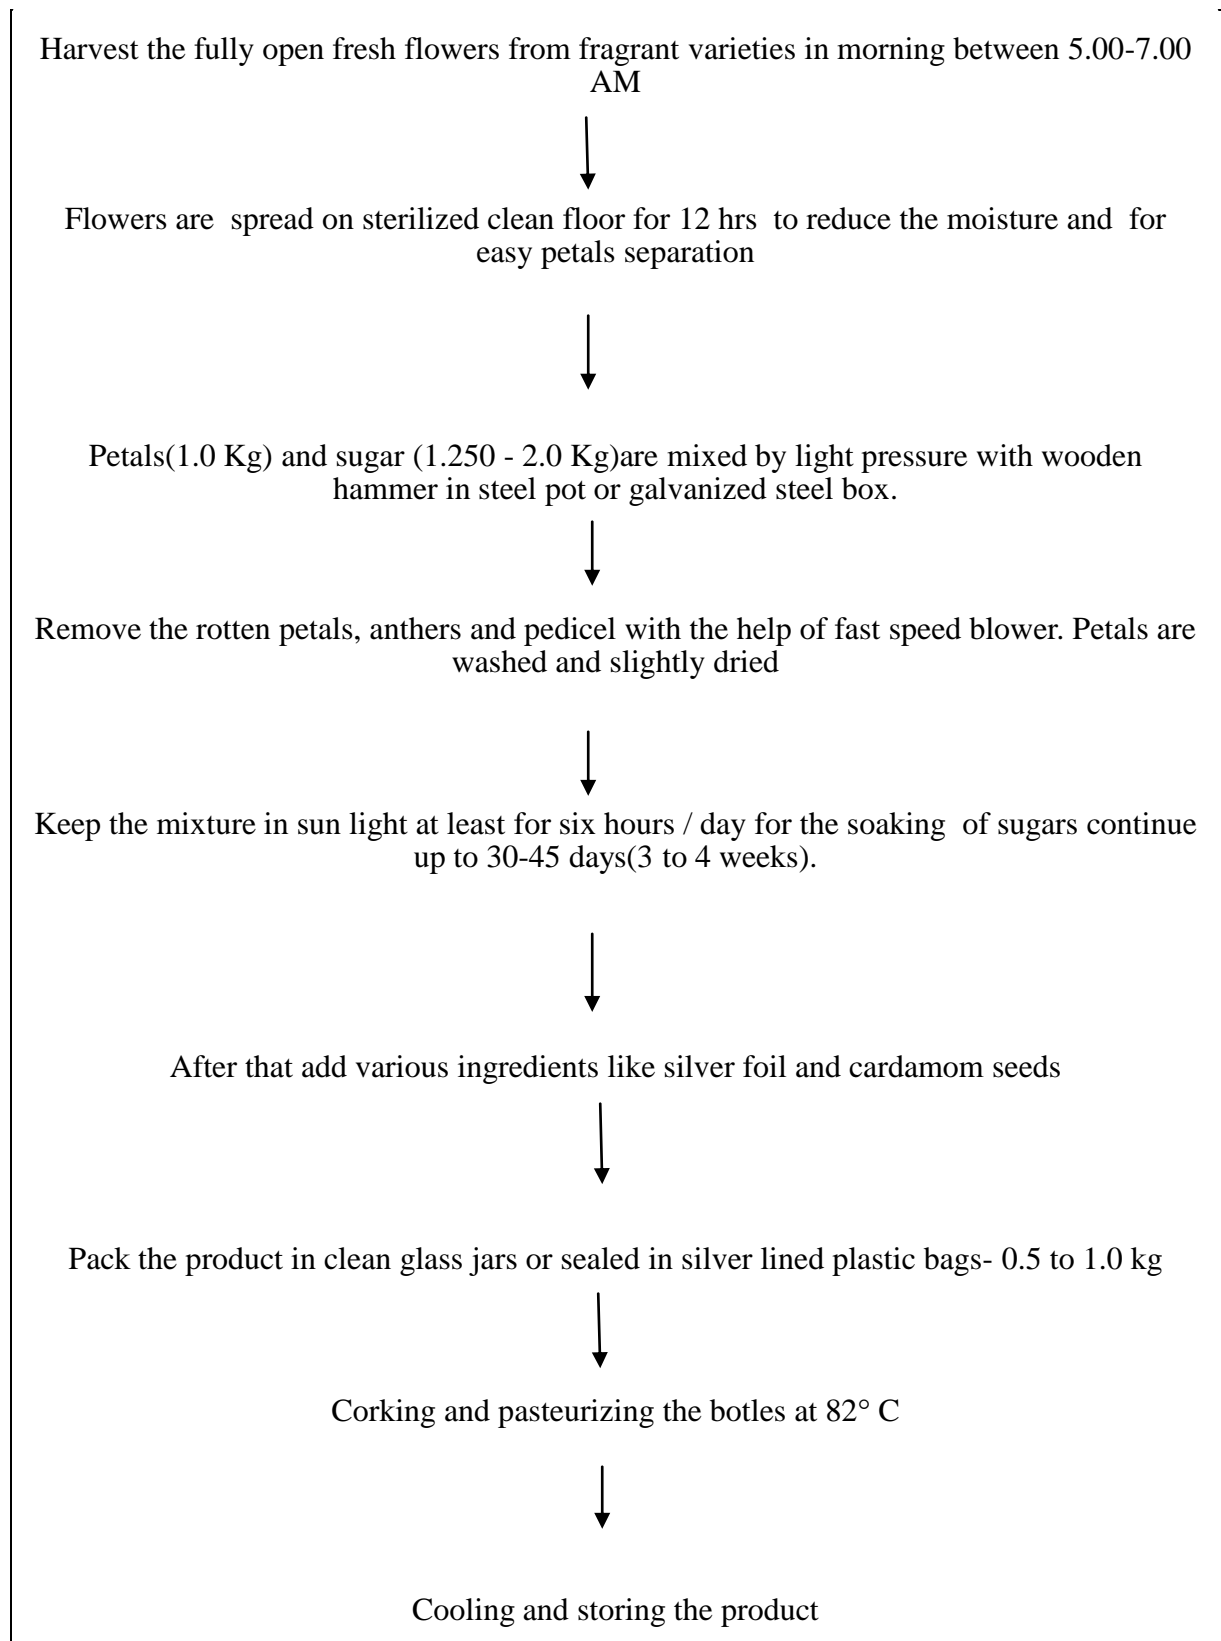 Harvest the fully open fresh flowers from fragrant varieties in morning between 5.00-7.00
AM
Flowers are spread on sterilized clean floor for 12 hrs to reduce the moisture and for
easy petals separation
Petals(1.0 Kg) and sugar (1.250 - 2.0 Kg)are mixed by light pressure with wooden
hammer in steel pot or galvanized steel box.
Remove the rotten petals, anthers and pedicel with the help of fast speed blower. Petals are
washed and slightly dried
Keep the mixture in sun light at least for six hours / day for the soaking of sugars continue
up to 30-45 days(3 to 4 weeks).
After that add various ingredients like silver foil and cardamom seeds
Pack the product in clean glass jars or sealed in silver lined plastic bags- 0.5 to 1.0 kg
Corking and pasteurizing the botles at 82° C
Cooling and storing the product